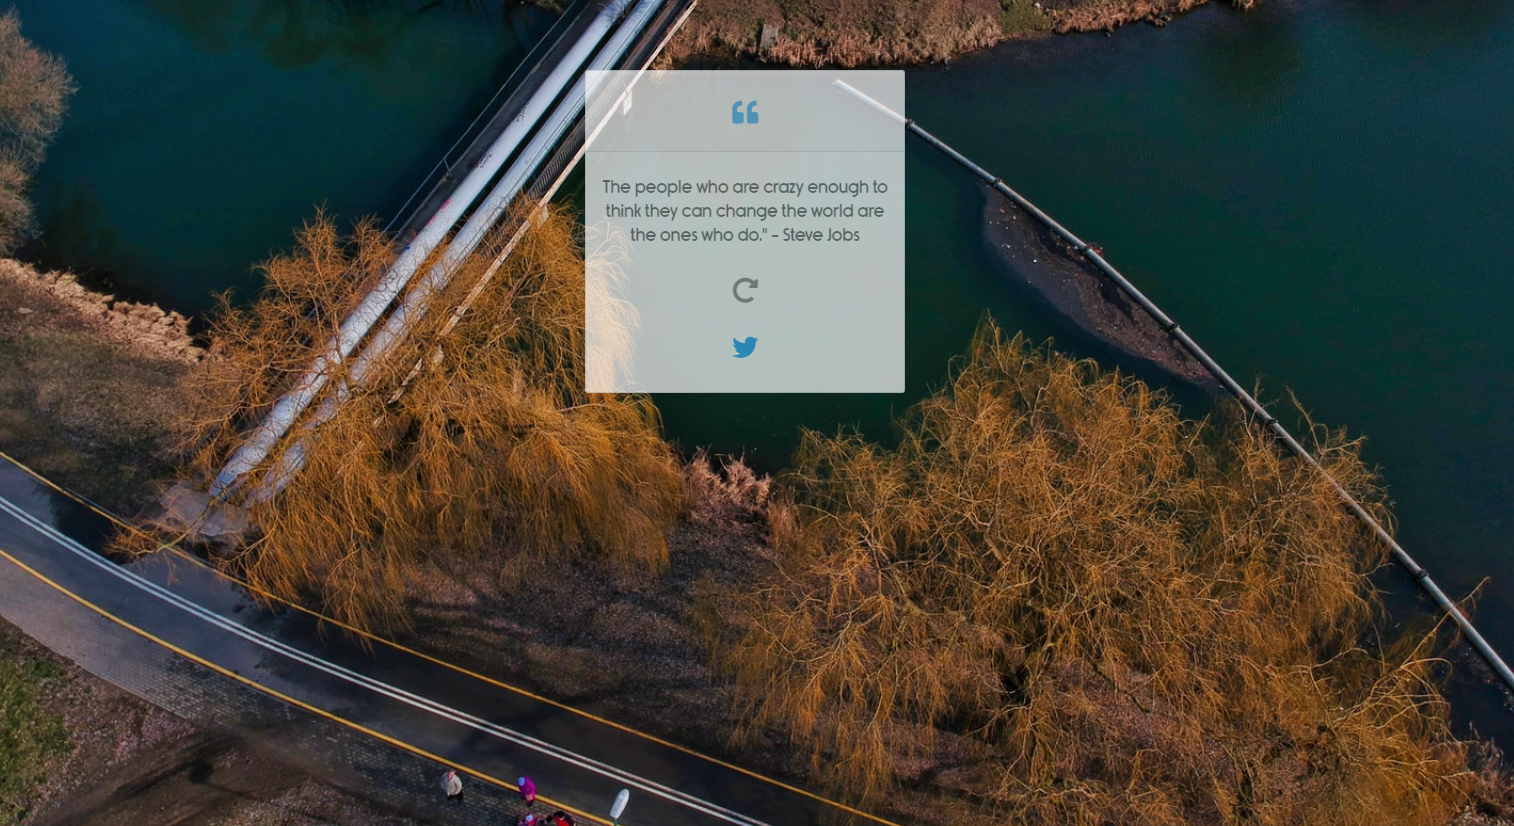 The people who are crazy enough to
think they can change the world are
the ones who do." - Steve Jobs